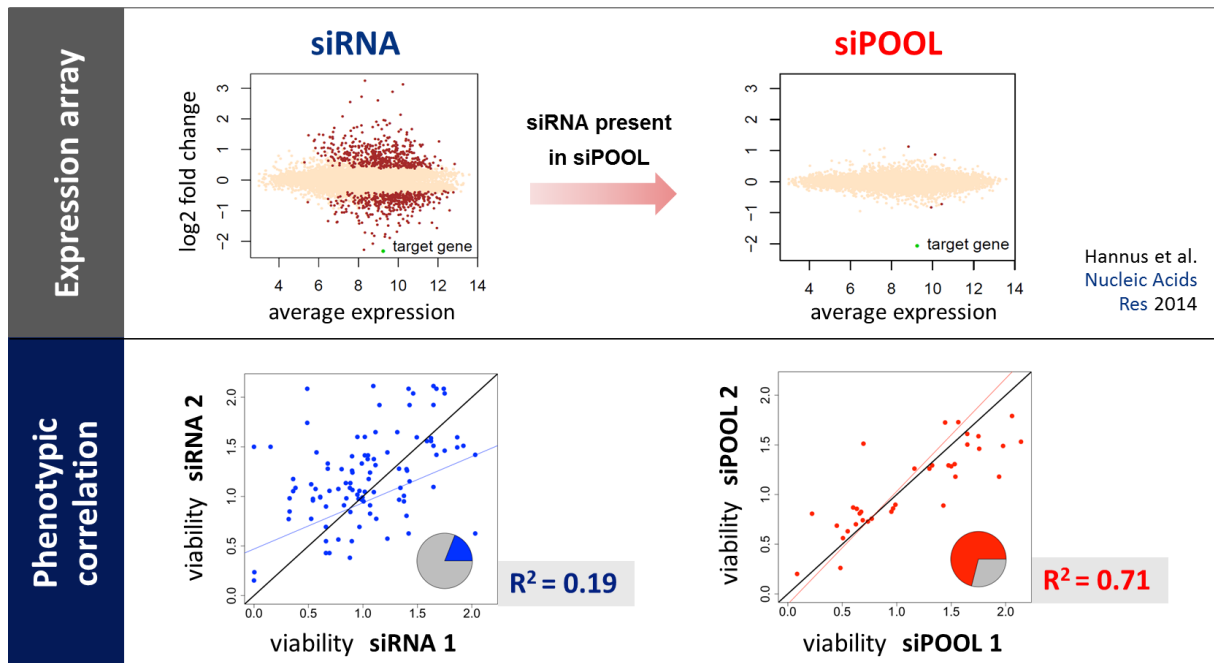 Expression array
siRNA
log2 fold change
3
2
1
0
−1
−2
target gene
4
6
8
10
12
14
average expression
siRNA present
in siPOOL
siPOOL
3
2
1
0
−1
−2
target gene
4
6
8
10
12
14
average expression
Hannus et al.
Nucleic Acids
Res 2014
Phenotypic
correlation
viability siRNA 2
2.0
1.5
1.0
0.5
0.0
0.0
0.5
1.0
1.5
2.0
viability siRNA 1
R² = 0.19
viability siPOOL 2
2.0
1.5
1.0
0.5
0.0
0.0
0.5
1.0
1.5
2.0
viability siPOOL 1
R² = 0.71